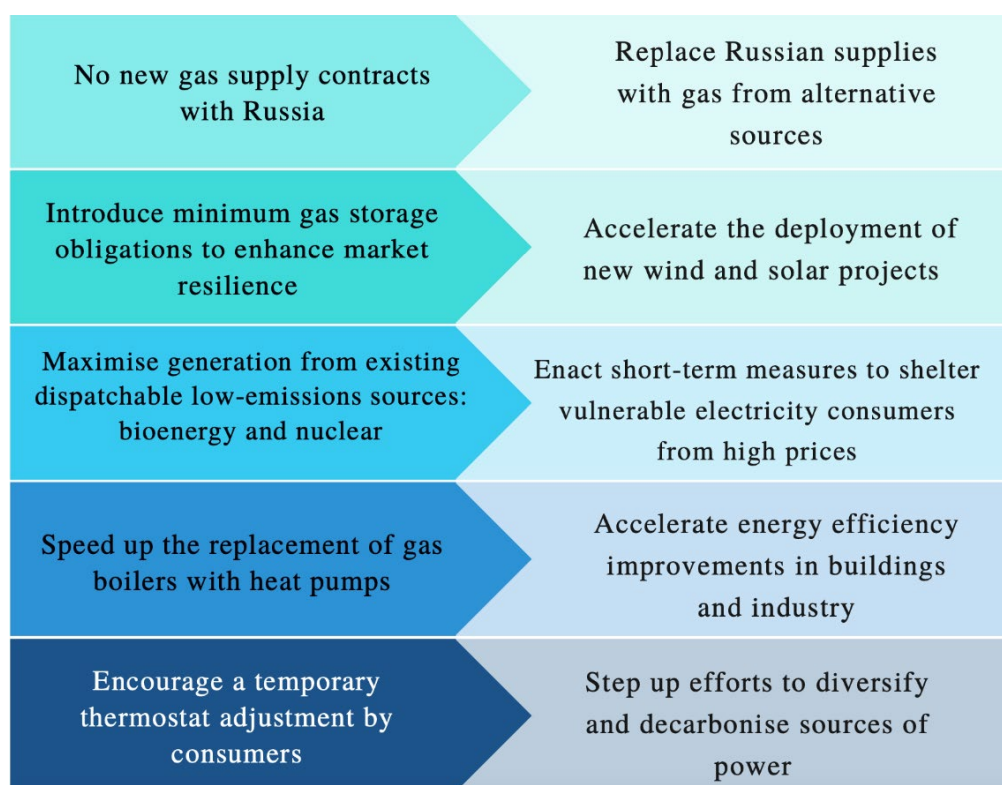 No new gas supply contracts
with Russia
Replace Russian supplies
with gas from alternative
sources
Introduce minimum gas storage
obligations to enhance market
resilience
Accelerate the deployment of
new wind and solar projects
Maximise generation from existing
dispatchable low-emissions sources:
bioenergy and nuclear
Enact short-term measures to shelter
vulnerable electricity consumers
from high prices
Speed up the replacement of gas
boilers with heat pumps
Accelerate energy efficiency
improvements in buildings
and industry
Encourage a temporary
thermostat adjustment by
consumers
Step up efforts to diversify
and decarbonise sources of
power